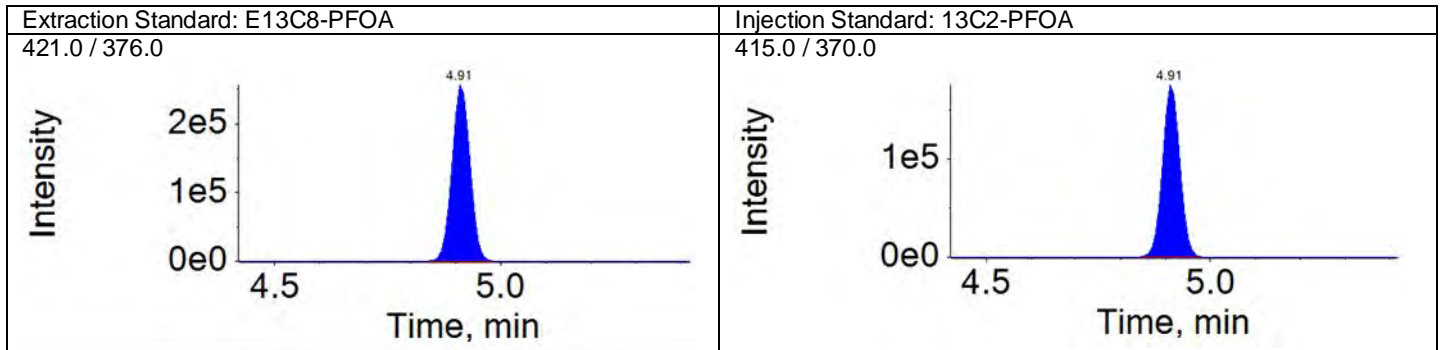 Extraction Standard: E13C8-PFOA
421.0 / 376.0
4.91
2e5
1e5
0e0
Intensity
4.5
5.0
Time, min
Injection Standard: 13C2-PFOA
415.0 / 370.0
4.91
1e5
0e0
Intensity
4.5
5.0
Time, min